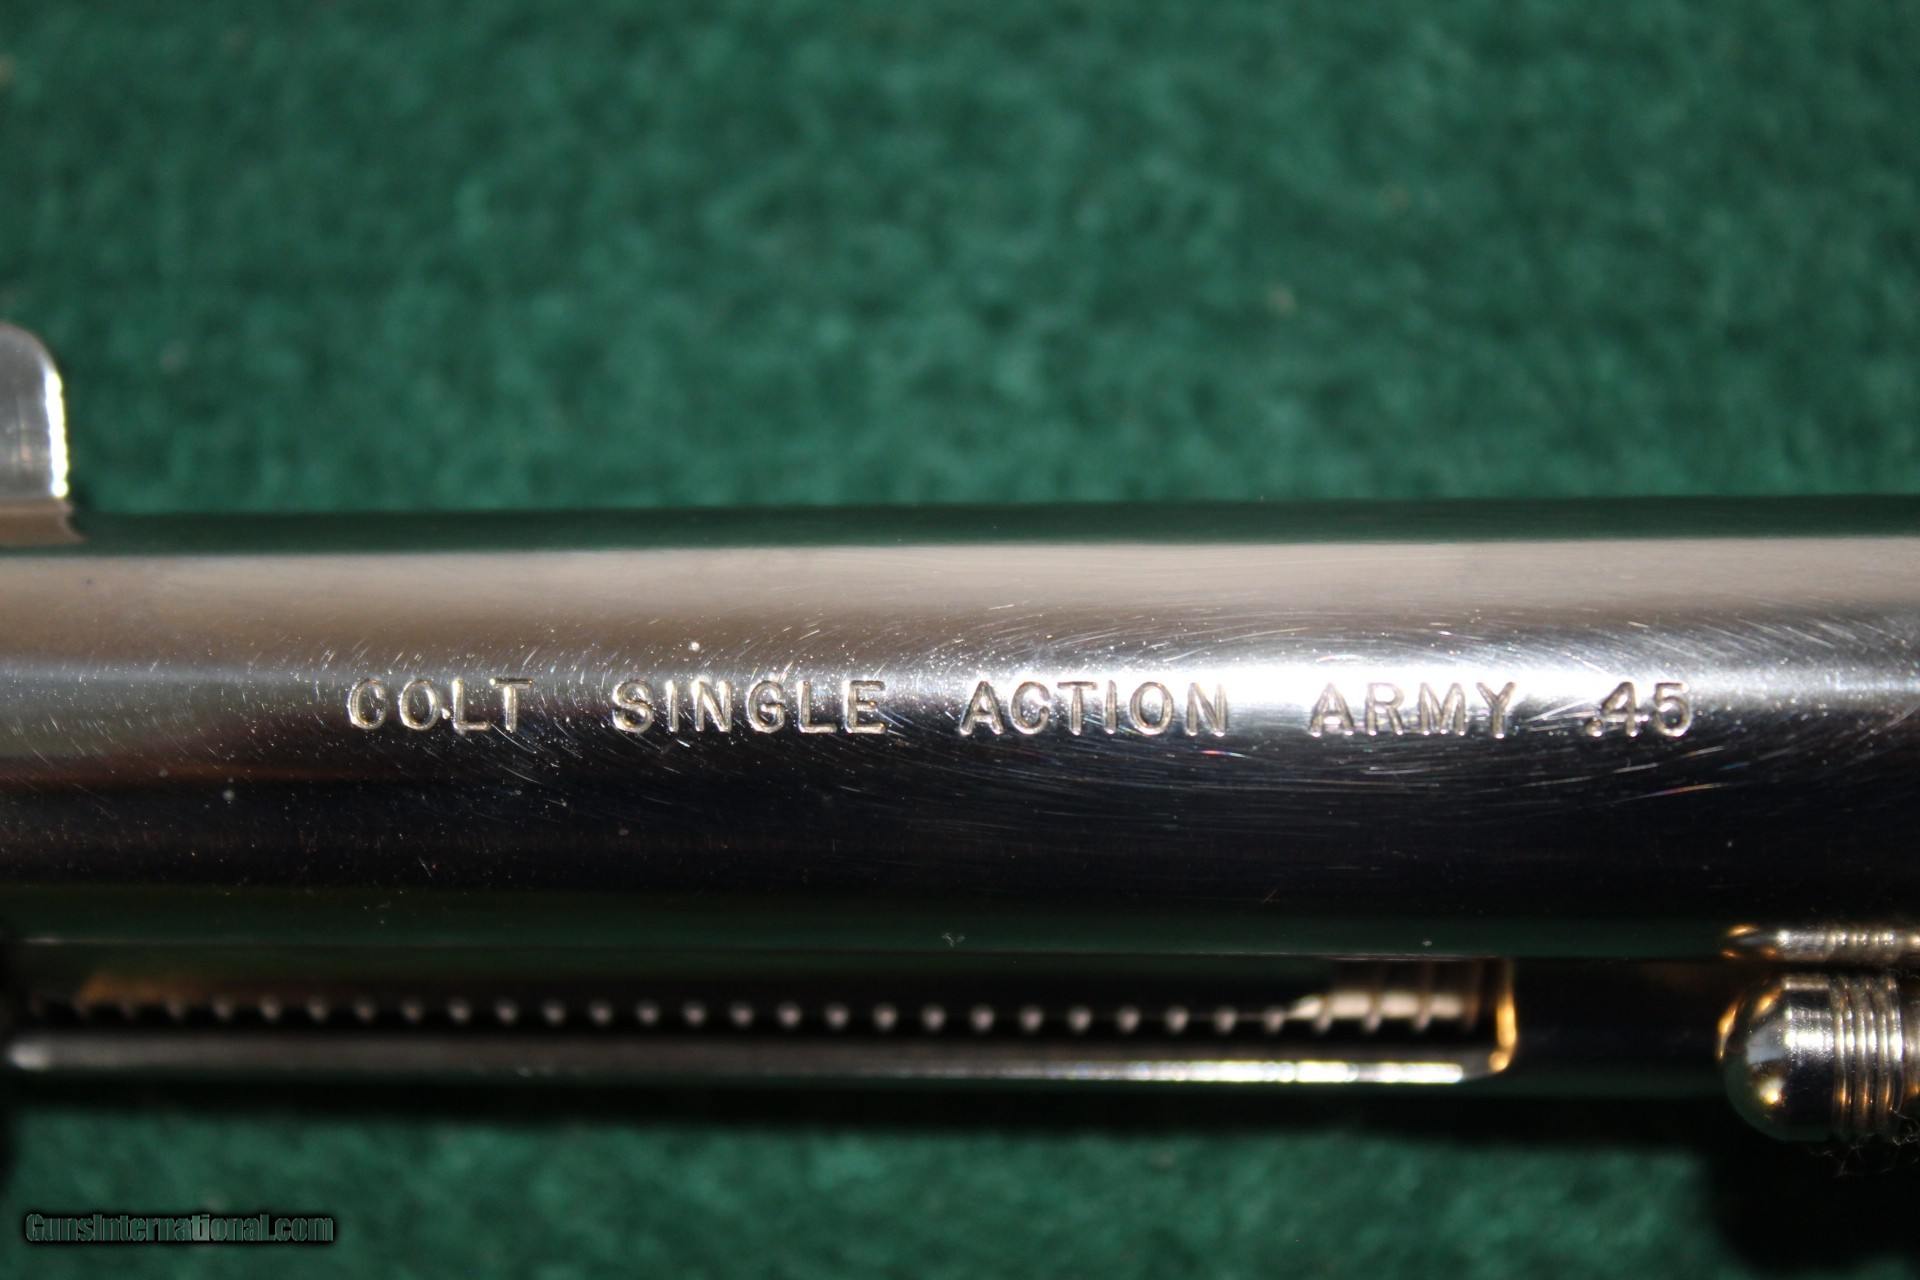 COLT SINGLE ACTION ARMY .45
GunsInternational.com